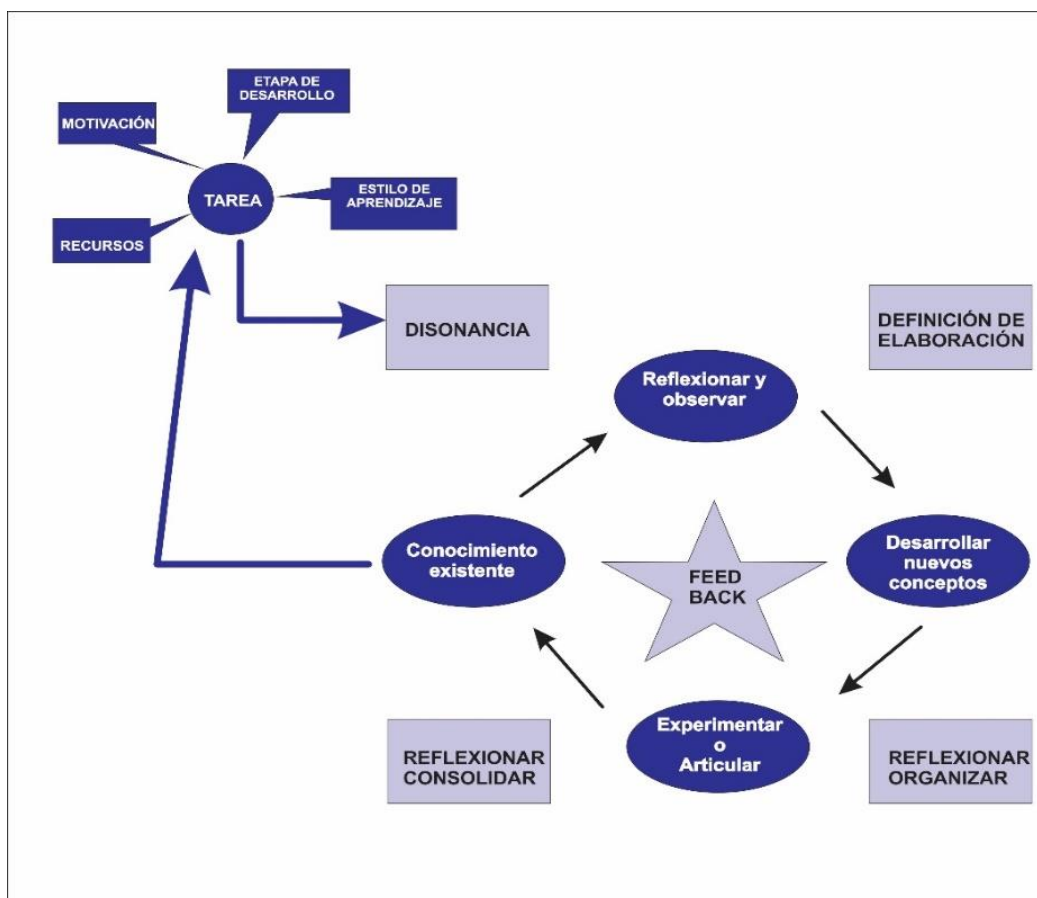 ETAPA DE
DESARROLLO
MOTIVACIÓN
TAREA
ESTILO DE
APRENDIZAJE
RECURSOS
DISONANCIA
DEFINICIÓN DE
ELABORACIÓN
Reflexionar y
observar
Conocimiento
existente
FEED
BACK
Desarrollar
nuevos
conceptos
Experimentar
o
Articular
REFLEXIONAR
CONSOLIDAR
REFLEXIONAR
ORGANIZAR